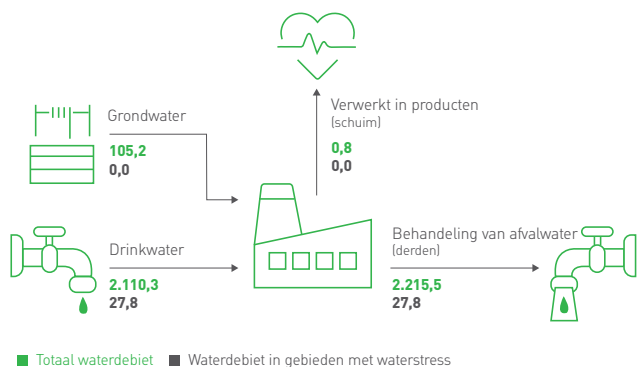 Grondwater
105,2
0,0
Verwerkt in producten
(schuim)
0,8
0,0
Drinkwater
2.110,3
27,8
Behandeling van afvalwater
(derden)
2.215,5
27,8
Totaal waterdebiet
Waterdebiet in gebieden met waterstress